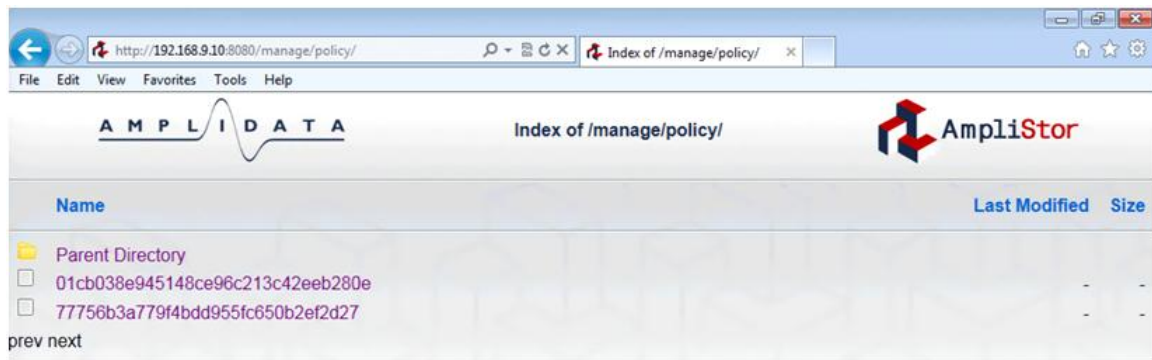 http://192.168.9.10:8080/manage/policy/
Index of /manage/policy/
File Edit View Favorites Tools Help
AMPLIDATA
Index of /manage/policy/
AmpliStor
Name Last Modified Size
Parent Directory
01cb038e945148ce96c213c42eeb280e - -
77756b3a779f4bdd955fc650b2ef2d27 - -
prev next